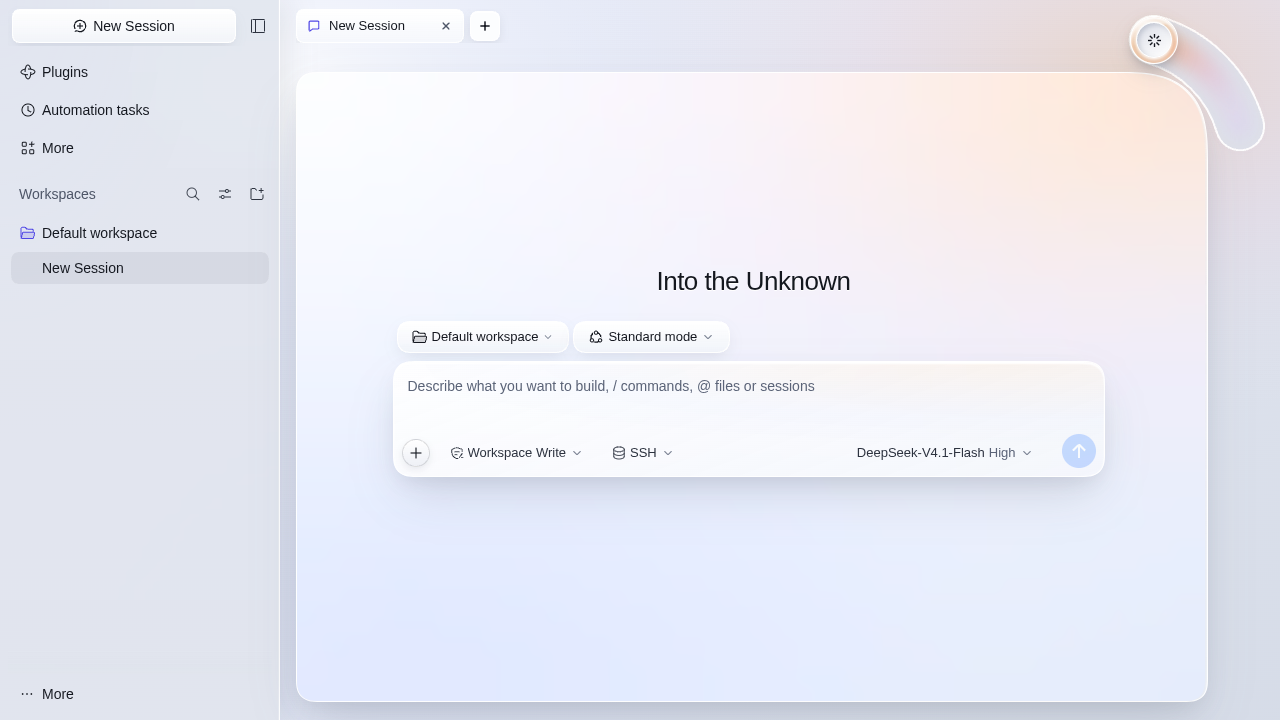 New Session
Plugins
Automation tasks
More
Workspaces
Default workspace
New Session
More
New Session
Into the Unknown
Default workspace
Standard mode
Describe what you want to build, / commands, @ files or sessions
Workspace Write
SSH
DeepSeek-V4.1-Flash High